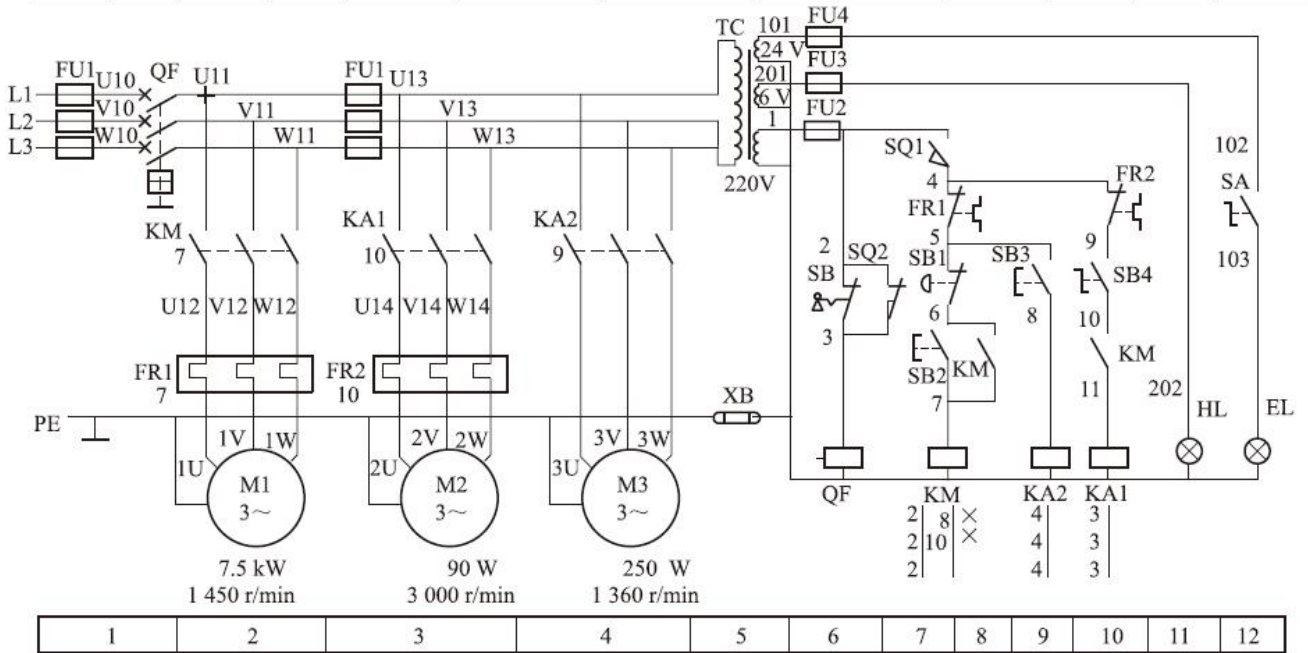 TC 101 FU4
24 V
FU1 U10 QF U11 FU1 U13 201 FU3
L1 6 V
V10 V11 V13 1 FU2
L2
W10 W11 W13
L3
SQ1 102
220V 4 FR2 SA
FR1
KM KA1 KA2 2 5 9
7 10 9 SQ2 SB1 SB3 103
SB SB4
U12 V12 W12 U14 V14 W14 6 8 10
3
KM
FR1 FR2 SB2 KM
7 10 XB 7 11 202 HL EL
PE
1V 1W 2V 2W 3V 3W
1U 2U 3U
M1 M2 M3
3～ 3～ 3～
QF KM KA2 KA1
2 8 × 4 3
2 10 × 4 3
2 4 3
7.5 kW 90 W 250 W
1 450 r/min 3 000 r/min 1 360 r/min
1 2 3 4 5 6 7 8 9 10 11 12